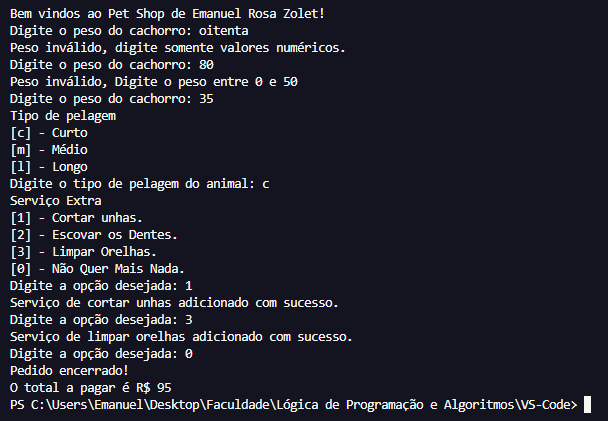 Bem vindos ao Pet Shop de Emanuel Rosa Zolet!
Digite o peso do cachorro: oitenta
Peso inválido, digite somente valores numéricos.
Digite o peso do cachorro: 80
Peso inválido, Digite o peso entre 0 e 50
Digite o peso do cachorro: 35
Tipo de pelagem
[c] - Curto
[m] - Médio
[l] - Longo
Digite o tipo de pelagem do animal: c
Serviço Extra
[1] - Cortar unhas.
[2] - Escovar os Dentes.
[3] - Limpar Orelhas.
[0] - Não Quer Mais Nada.
Digite a opção desejada: 1
Serviço de cortar unhas adicionado com sucesso.
Digite a opção desejada: 3
Serviço de limpar orelhas adicionado com sucesso.
Digite a opção desejada: 0
Pedido encerrado!
O total a pagar é R$ 95
PS C:\Users\Emanuel\Desktop\Faculdade\Lógica de Programação e Algoritmos\VS-Code>